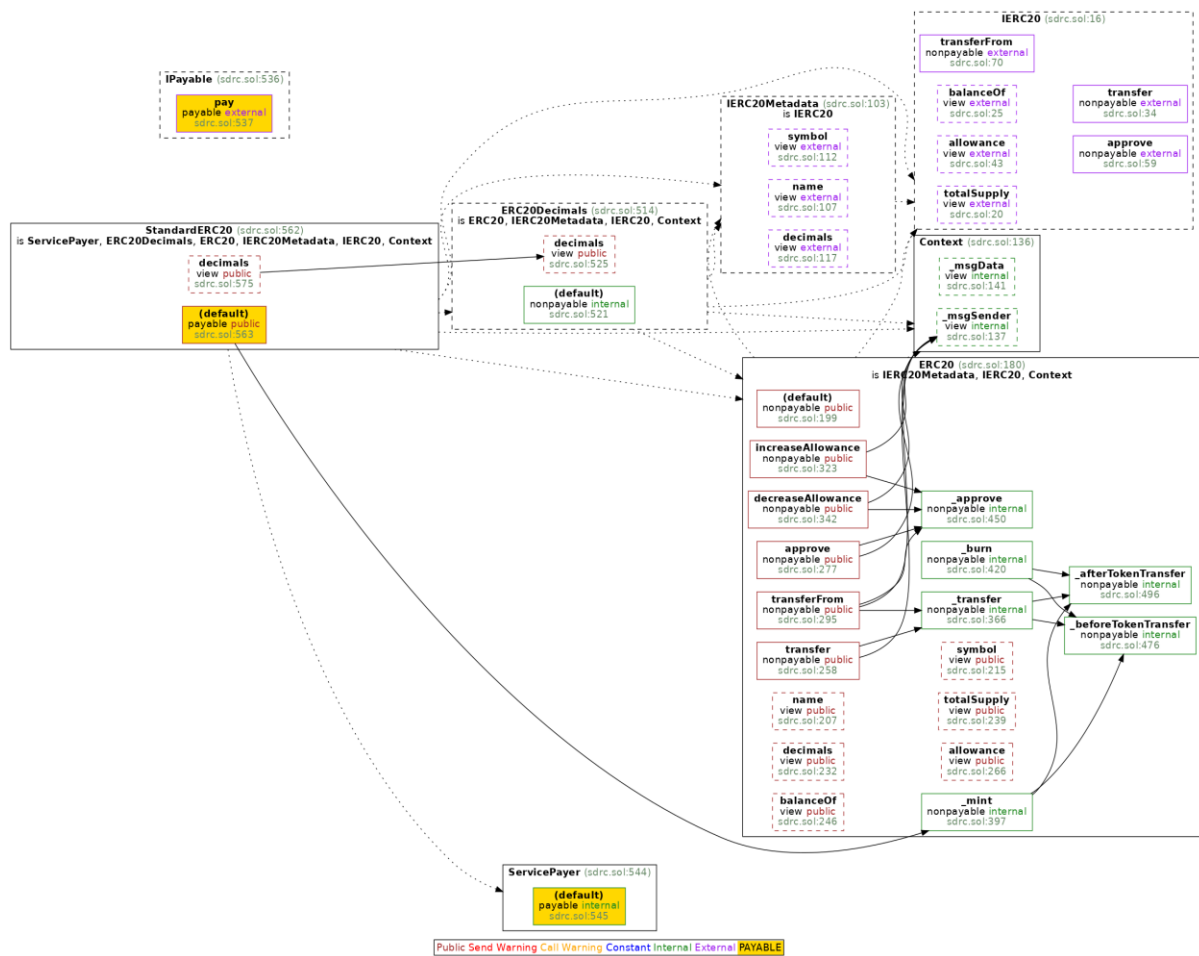 IPayable (sdrc.sol:536)
pay
payable external
sdrc.sol:537
StandardERC20 (sdrc.sol:562)
is ServicePayer, ERC20Decimals, ERC20, IERC20Metadata, IERC20, Context
decimals
view public
sdrc.sol:575
(default)
payable public
sdrc.sol:563
ERC20Decimals (sdrc.sol:514)
is ERC20, IERC20Metadata, IERC20, Context
decimals
view public
sdrc.sol:525
(default)
nonpayable internal
sdrc.sol:521
IERC20Metadata (sdrc.sol:103)
is IERC20
symbol
view external
sdrc.sol:112
name
view external
sdrc.sol:107
decimals
view external
sdrc.sol:117
IERC20 (sdrc.sol:16)
transferFrom
nonpayable external
sdrc.sol:70
balanceOf
view external
sdrc.sol:25
transfer
nonpayable external
sdrc.sol:34
allowance
view external
sdrc.sol:43
approve
nonpayable external
sdrc.sol:59
totalSupply
view external
sdrc.sol:20
Context (sdrc.sol:136)
_msgData
view internal
sdrc.sol:141
_msgSender
view internal
sdrc.sol:137
ERC20 (sdrc.sol:180)
is IERC20Metadata, IERC20, Context
(default)
nonpayable public
sdrc.sol:199
increaseAllowance
nonpayable public
sdrc.sol:323
decreaseAllowance
nonpayable public
sdrc.sol:342
approve
nonpayable public
sdrc.sol:277
transferFrom
nonpayable public
sdrc.sol:295
transfer
nonpayable public
sdrc.sol:258
name
view public
sdrc.sol:207
decimals
view public
sdrc.sol:232
balanceOf
view public
sdrc.sol:246
_approve
nonpayable internal
sdrc.sol:450
_burn
nonpayable internal
sdrc.sol:420
_transfer
nonpayable internal
sdrc.sol:366
symbol
view public
sdrc.sol:215
totalSupply
view public
sdrc.sol:239
allowance
view public
sdrc.sol:266
_mint
nonpayable internal
sdrc.sol:397
_afterTokenTransfer
nonpayable internal
sdrc.sol:496
_beforeTokenTransfer
nonpayable internal
sdrc.sol:476
ServicePayer (sdrc.sol:544)
(default)
payable internal
sdrc.sol:545
Public Send Warning Call Warning Constant Internal External PAYABLE